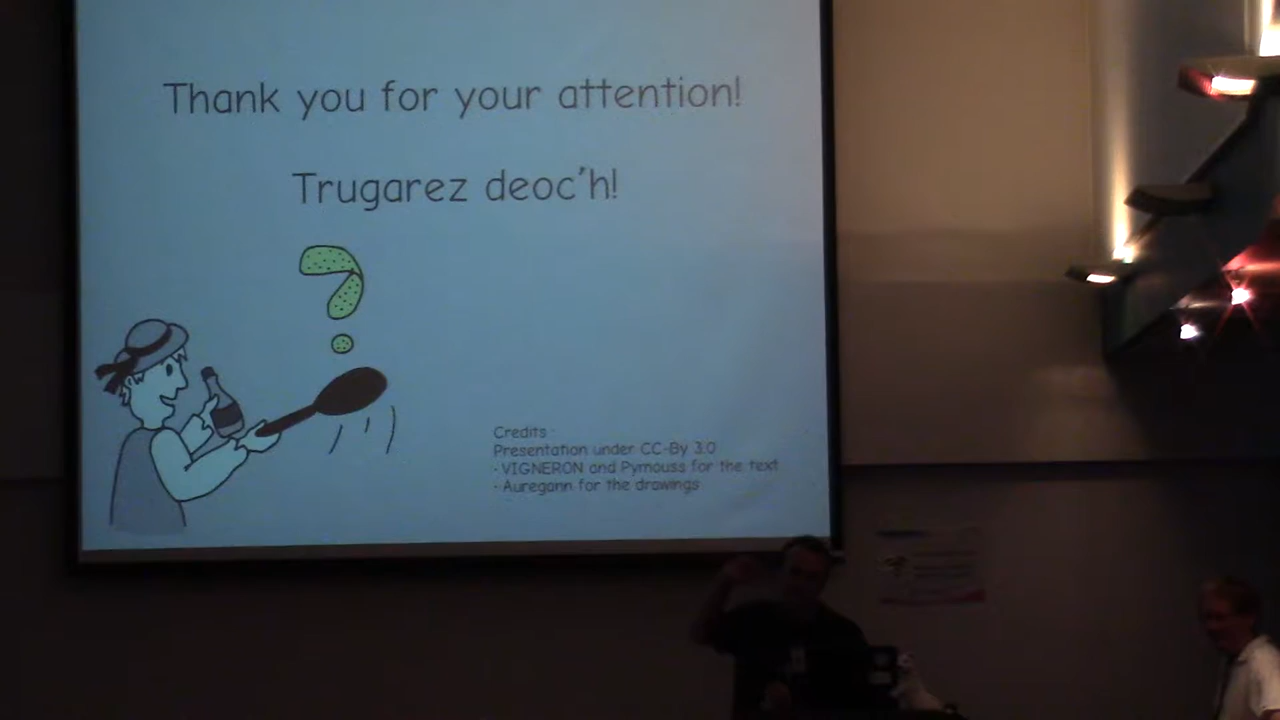 Thank you for your attention!
Trugarez deoc'h!
?
Credits :
Presentation under CC-By 3.0
- VIGNERON and Pymouss for the text
- Auregann for the drawings